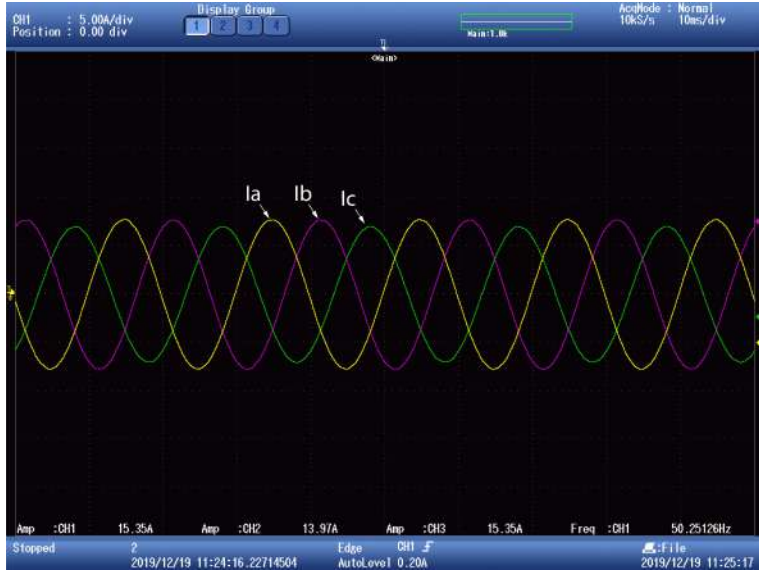 CH1 : 5.00A/div
Position : 0.00 div
Display Group
1 2 3 4
Main:1.0k
AcqMode : Normal
10kS/s 10ms/div
<Main>
Ia Ib Ic
Amp :CH1 15.35A Amp :CH2 13.97A Amp :CH3 15.35A Freq :CH1 50.25126Hz
Stopped 2 Edge CH1 :File
2019/12/19 11:24:16.22714504 AutoLevel 0.20A 2019/12/19 11:25:17